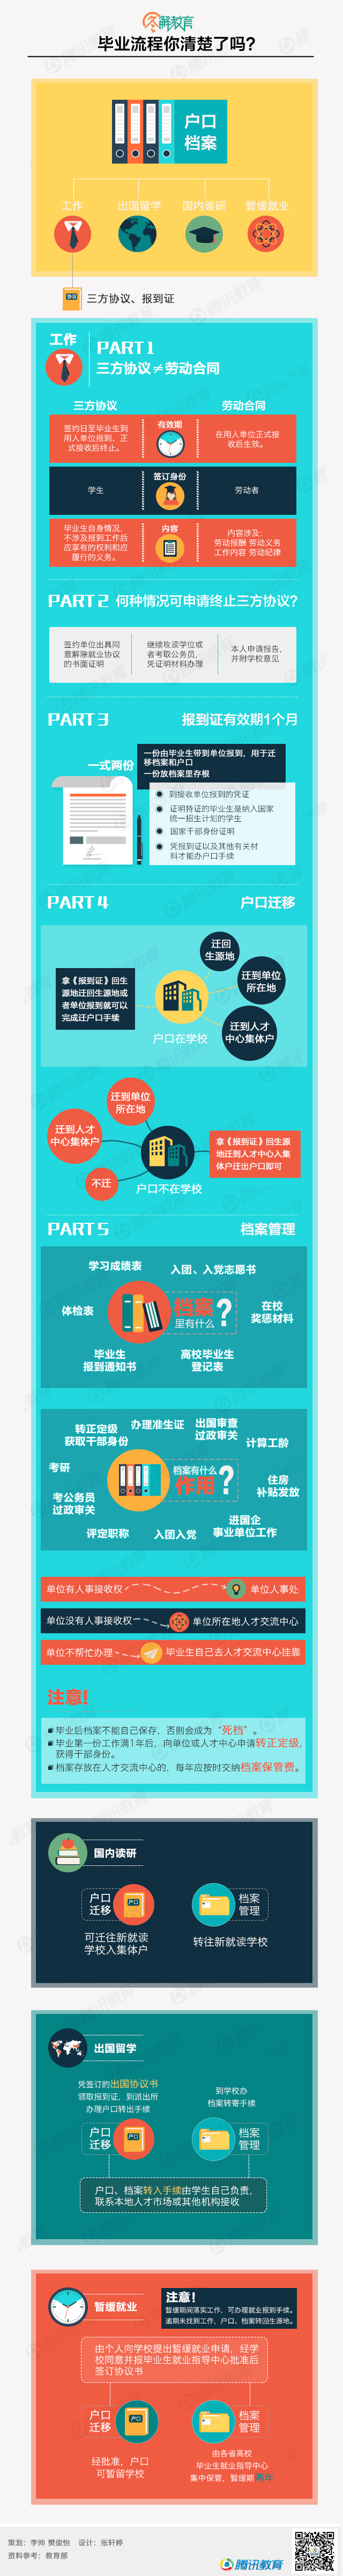 图解教育
毕业流程你清楚了吗?
户口
档案
工作
出国留学
国内读研
暂缓就业
协议
三方协议、报到证
工作
PART 1
三方协议≠劳动合同
三方协议
劳动合同
签约日至毕业生到
用人单位报到、正
式接收后终止。
有效期
在用人单位正式接
收后生效。
学生
签订身份
劳动者
毕业生自身情况,
不涉及报到工作后
应享有的权利和应
履行的义务。
内容
内容涉及:
劳动报酬 劳动义务
工作内容 劳动纪律
PART 2 何种情况可申请终止三方协议?
签约单位出具同
意解除就业协议
的书面证明
继续攻读学位或
者考取公务员,
凭证明材料办理
本人申请报告,
并附学校意见
PART 3
报到证有效期1个月
一式两份
一份由毕业生带到单位报到,用于迁
移档案和户口
一份放档案里存根
到接收单位报到的凭证
证明持证的毕业生是纳入国家
统一招生计划的学生
国家干部身份证明
凭报到证以及其他有关材
料才能办户口手续
PART 4
户口迁移
拿《报到证》回生
源地迁回生源地或
者单位报到就可以
完成迁户口手续
户口在学校
迁回
生源地
迁到单位
所在地
迁到人才
中心集体户
迁到单位
所在地
迁到人才
中心集体户
不迁
户口不在学校
拿《报到证》回生源
地迁到人才中心入集
体户迁出户口即可
PART 5
档案管理
学习成绩表
入团、入党志愿书
体检表
档案
里有什么
?
在校
奖惩材料
毕业生
报到通知书
高校毕业生
登记表
转正定级
获取干部身份
办理准生证
出国审查
过政审关
计算工龄
考研
档案有什么
作用
?
考公务员
过政审关
住房
补贴发放
评定职称
入团入党
进国企
事业单位工作
单位有人事接收权
单位人事处
单位没有人事接收权
单位所在地人才交流中心
单位不帮忙办理
毕业生自己去人才交流中心挂靠
注意!
毕业后档案不能自己保存,否则会成为“死档”。
毕业第一份工作满1年后,向单位或人才中心申请转正定级,
获得干部身份。
档案存放在人才交流中心的,每年应按时交纳档案保管费。
国内读研
户口
迁移
户口
档案
管理
可迁往新就读
学校入集体户
转往新就读学校
出国留学
凭签订的出国协议书
领取报到证,到派出所
办理户口转出手续
到学校办
档案转寄手续
户口
迁移
户口
档案
管理
户口、档案转入手续由学生自己负责,
联系本地人才市场或其他机构接收
暂缓就业
注意!
暂缓期间落实工作,可办理就业报到手续。
逾期未找到工作,户口、档案转回生源地。
由个人向学校提出暂缓就业申请,经学
校同意并报毕业生就业指导中心批准后
签订协议书
户口
迁移
户口
档案
管理
经批准,户口
可暂留学校
由各省高校
毕业生就业指导中心
集中保管,暂缓期两年
策划:李帅 樊俊怡 设计:张轩婷
资料参考:教育部
腾讯教育